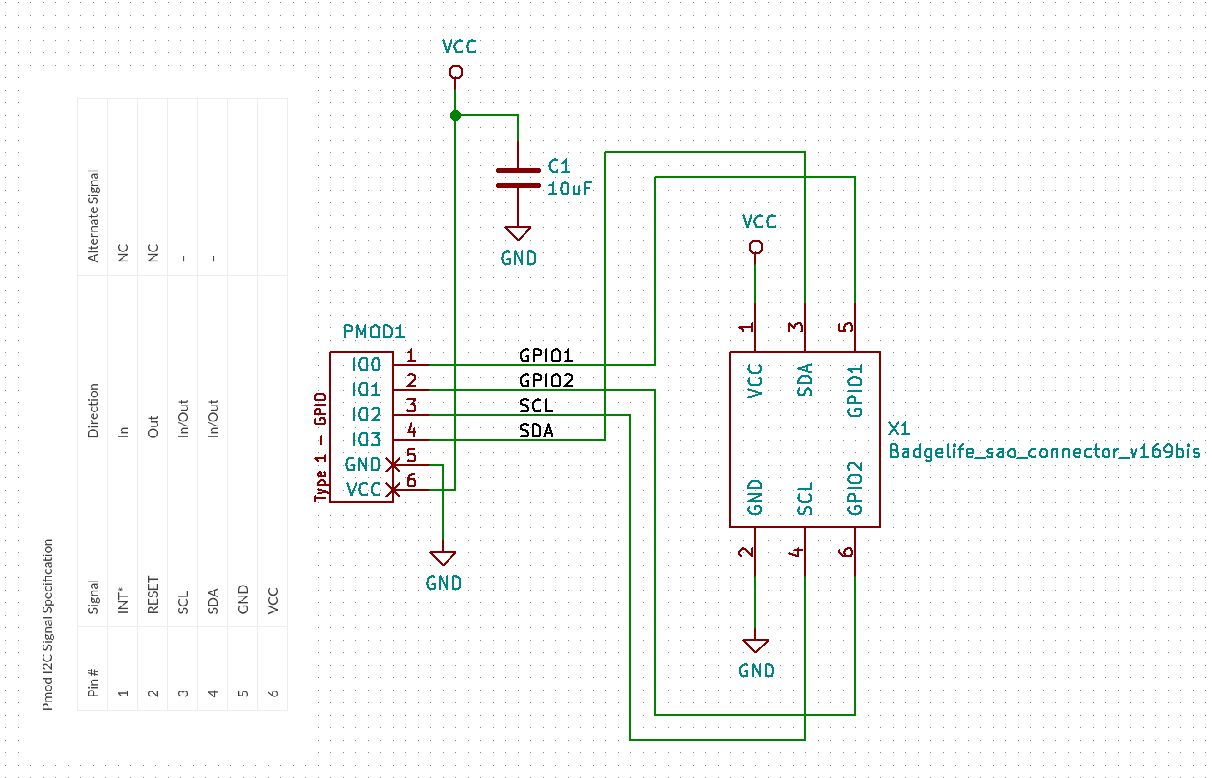 Pmod I2C Signal Specification
Pin # Signal Direction Alternate Signal
1 INT* In NC
2 RESET Out NC
3 SCL In/Out –
4 SDA In/Out –
5 GND
6 VCC
VCC
C1
10uF
GND
PMOD1
Type 1 - GPIO
IO0 1
IO1 2
IO2 3
IO3 4
GND 5
VCC 6
GPIO1
GPIO2
SCL
SDA
GND
VCC
1 3 5
VCC SDA GPIO1
X1
Badgelife_sao_connector_v169bis
GND SCL GPIO2
2 4 6
GND